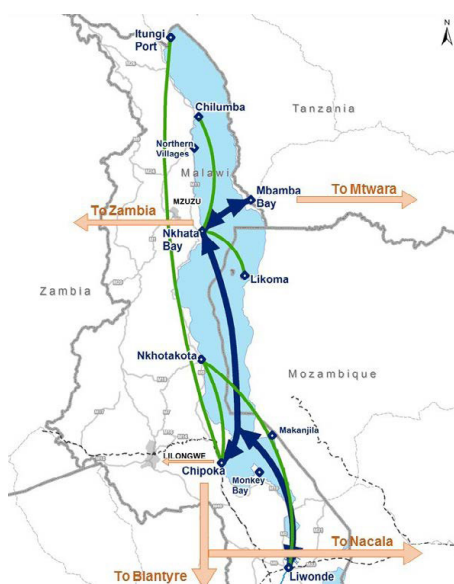 N
Itungi
Port
Chilumba
Tanzania
Northern
Villages
Malawi
Mbamba
Bay
To Mtwara
MZUZU
To Zambia
Nkhata
Bay
Likoma
Zambia
Nkhotakota
Mozambique
Makanjila
LILONGWE
Chipoka
Monkey
Bay
To Nacala
To Blantyre
Liwonde